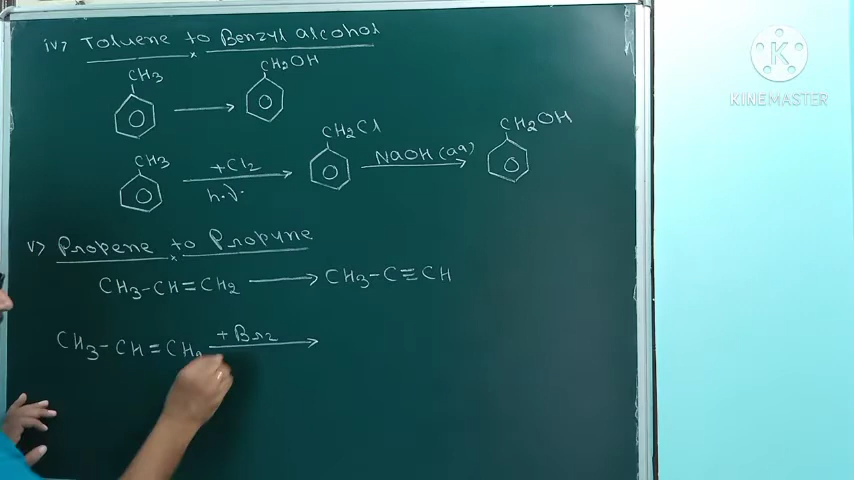 iv> Toluene to Benzyl alcohol
CH3 CH2OH
CH3 +Cl2 h.ν. CH2Cl NaOH (aq) CH2OH
v> Propene to Propyne
CH3-CH=CH2 ⟶ CH3-C≡CH
CH3-CH=CH2 +Br2 ⟶
K
KINEMASTER